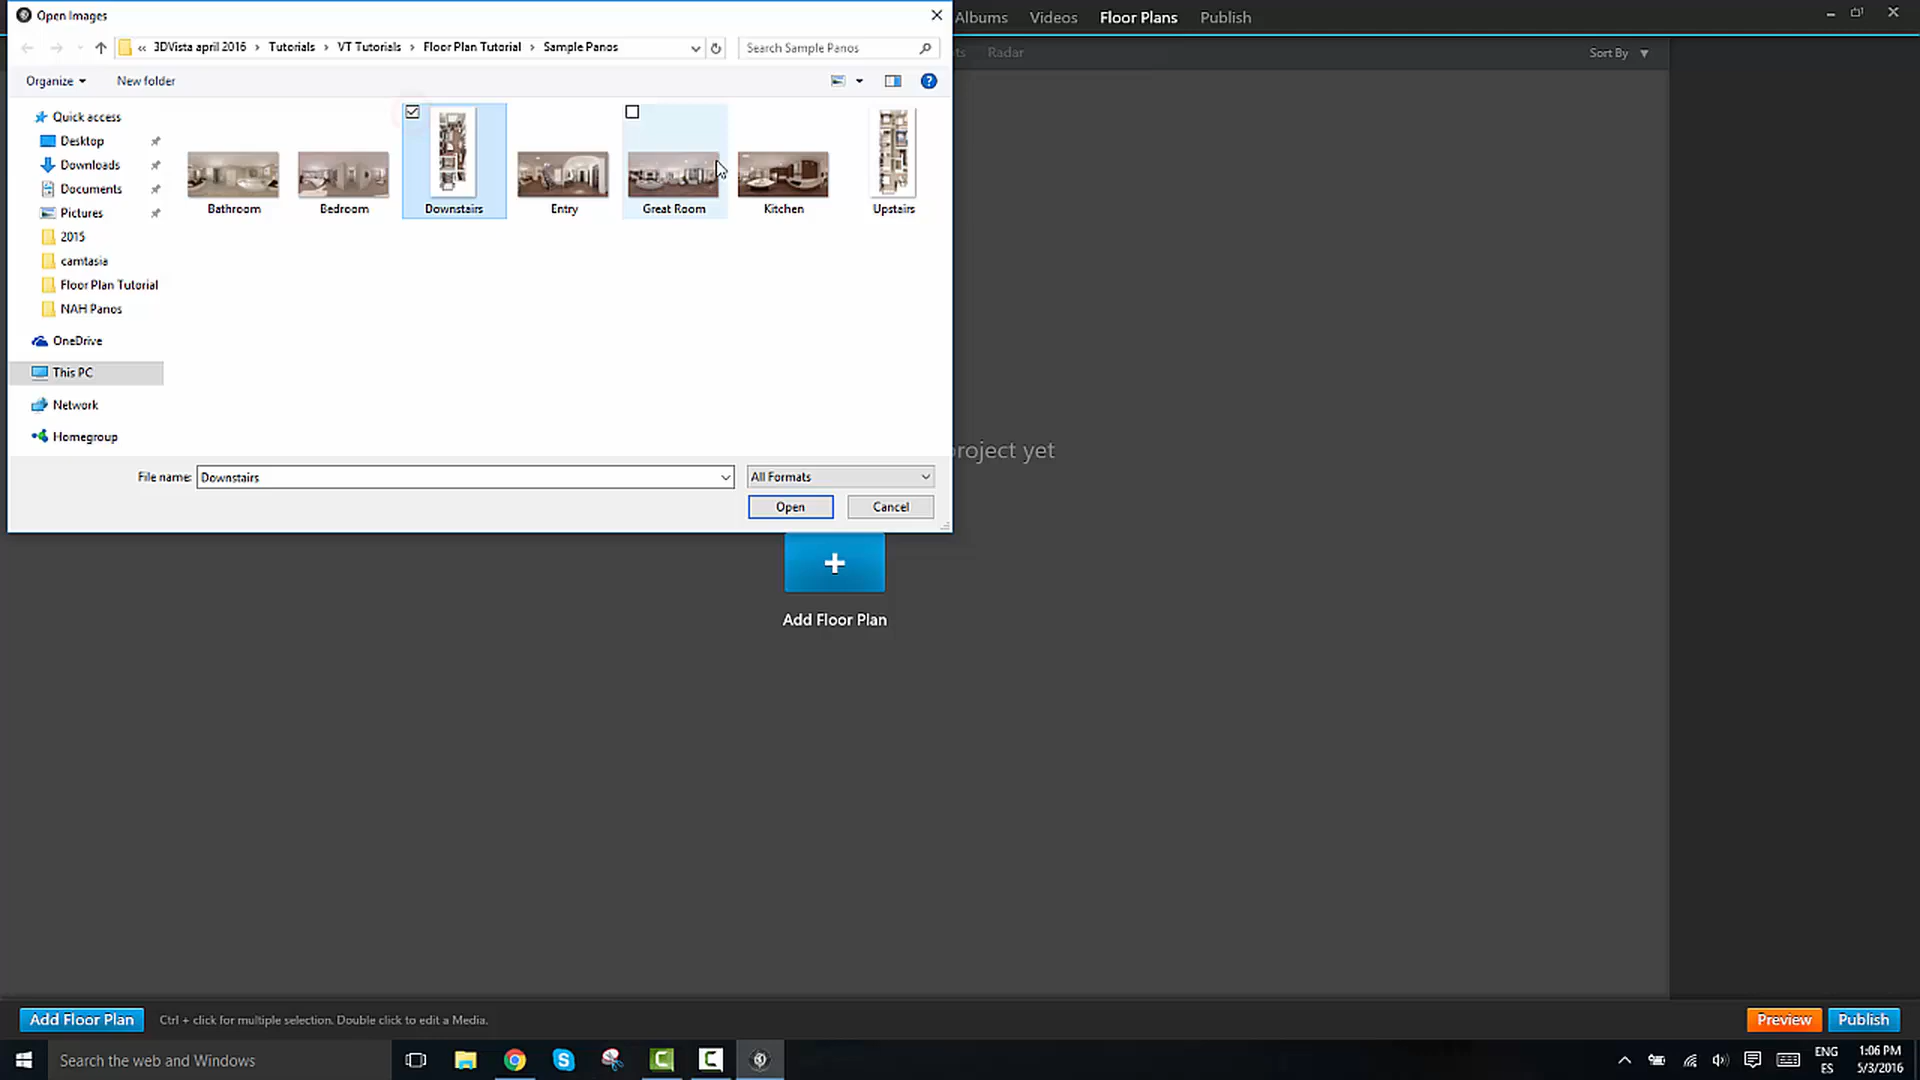 Open Images
Albums Videos Floor Plans Publish
« 3DVista april 2016 › Tutorials › VT Tutorials › Floor Plan Tutorial › Sample Panos
Search Sample Panos
Radar
Sort By
Organize New folder
Quick access
Desktop
Downloads
Documents
Pictures
2015
camtasia
Floor Plan Tutorial
NAH Panos
OneDrive
This PC
Network
Homegroup
Bathroom Bedroom Downstairs Entry Great Room Kitchen Upstairs
project yet
File name: Downstairs
All Formats
Open Cancel
Add Floor Plan
Add Floor Plan Ctrl + click for multiple selection. Double click to edit a Media.
Preview Publish
Search the web and Windows
ENG
ES
1:06 PM
5/3/2016